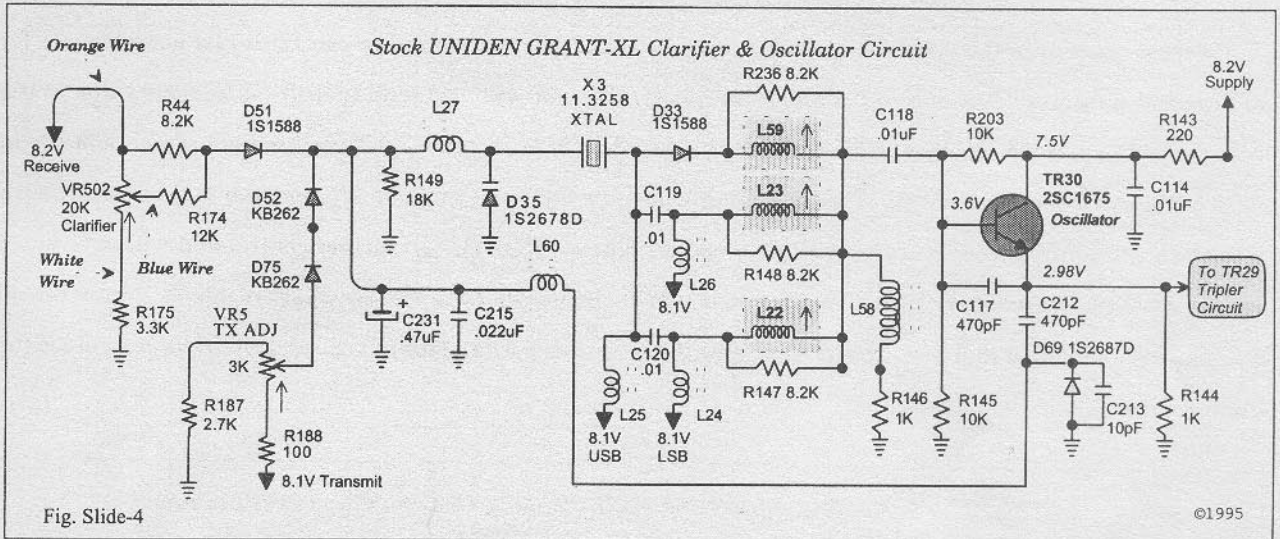 Stock UNIDEN GRANT-XL Clarifier & Oscillator Circuit
Orange Wire
8.2V
Receive
R44
8.2K
D51
1S1588
L27
X3
11.3258
XTAL
D33
1S1588
R236 8.2K
L59
C118
.01uF
R203
10K
7.5V
8.2V
Supply
R143
220
VR502
20K
Clarifier
R174
12K
White
Wire
Blue Wire
R175
3.3K
D52
KB262
D75
KB262
R149
18K
D35
1S2678D
L60
C119
.01
L23
L26
8.1V
R148 8.2K
3.6V
TR30
2SC1675
Oscillator
C114
.01uF
2.98V
To TR29
Tripler
Circuit
VR5
TX ADJ
3K
R187
2.7K
R188
100
8.1V Transmit
C231
.47uF
C215
.022uF
C120
.01
L22
R147 8.2K
L25
8.1V
USB
L24
8.1V
LSB
L58
R146
1K
R145
10K
C117
470pF
C212
470pF
D69 1S2687D
C213
10pF
R144
1K
Fig. Slide-4
©1995